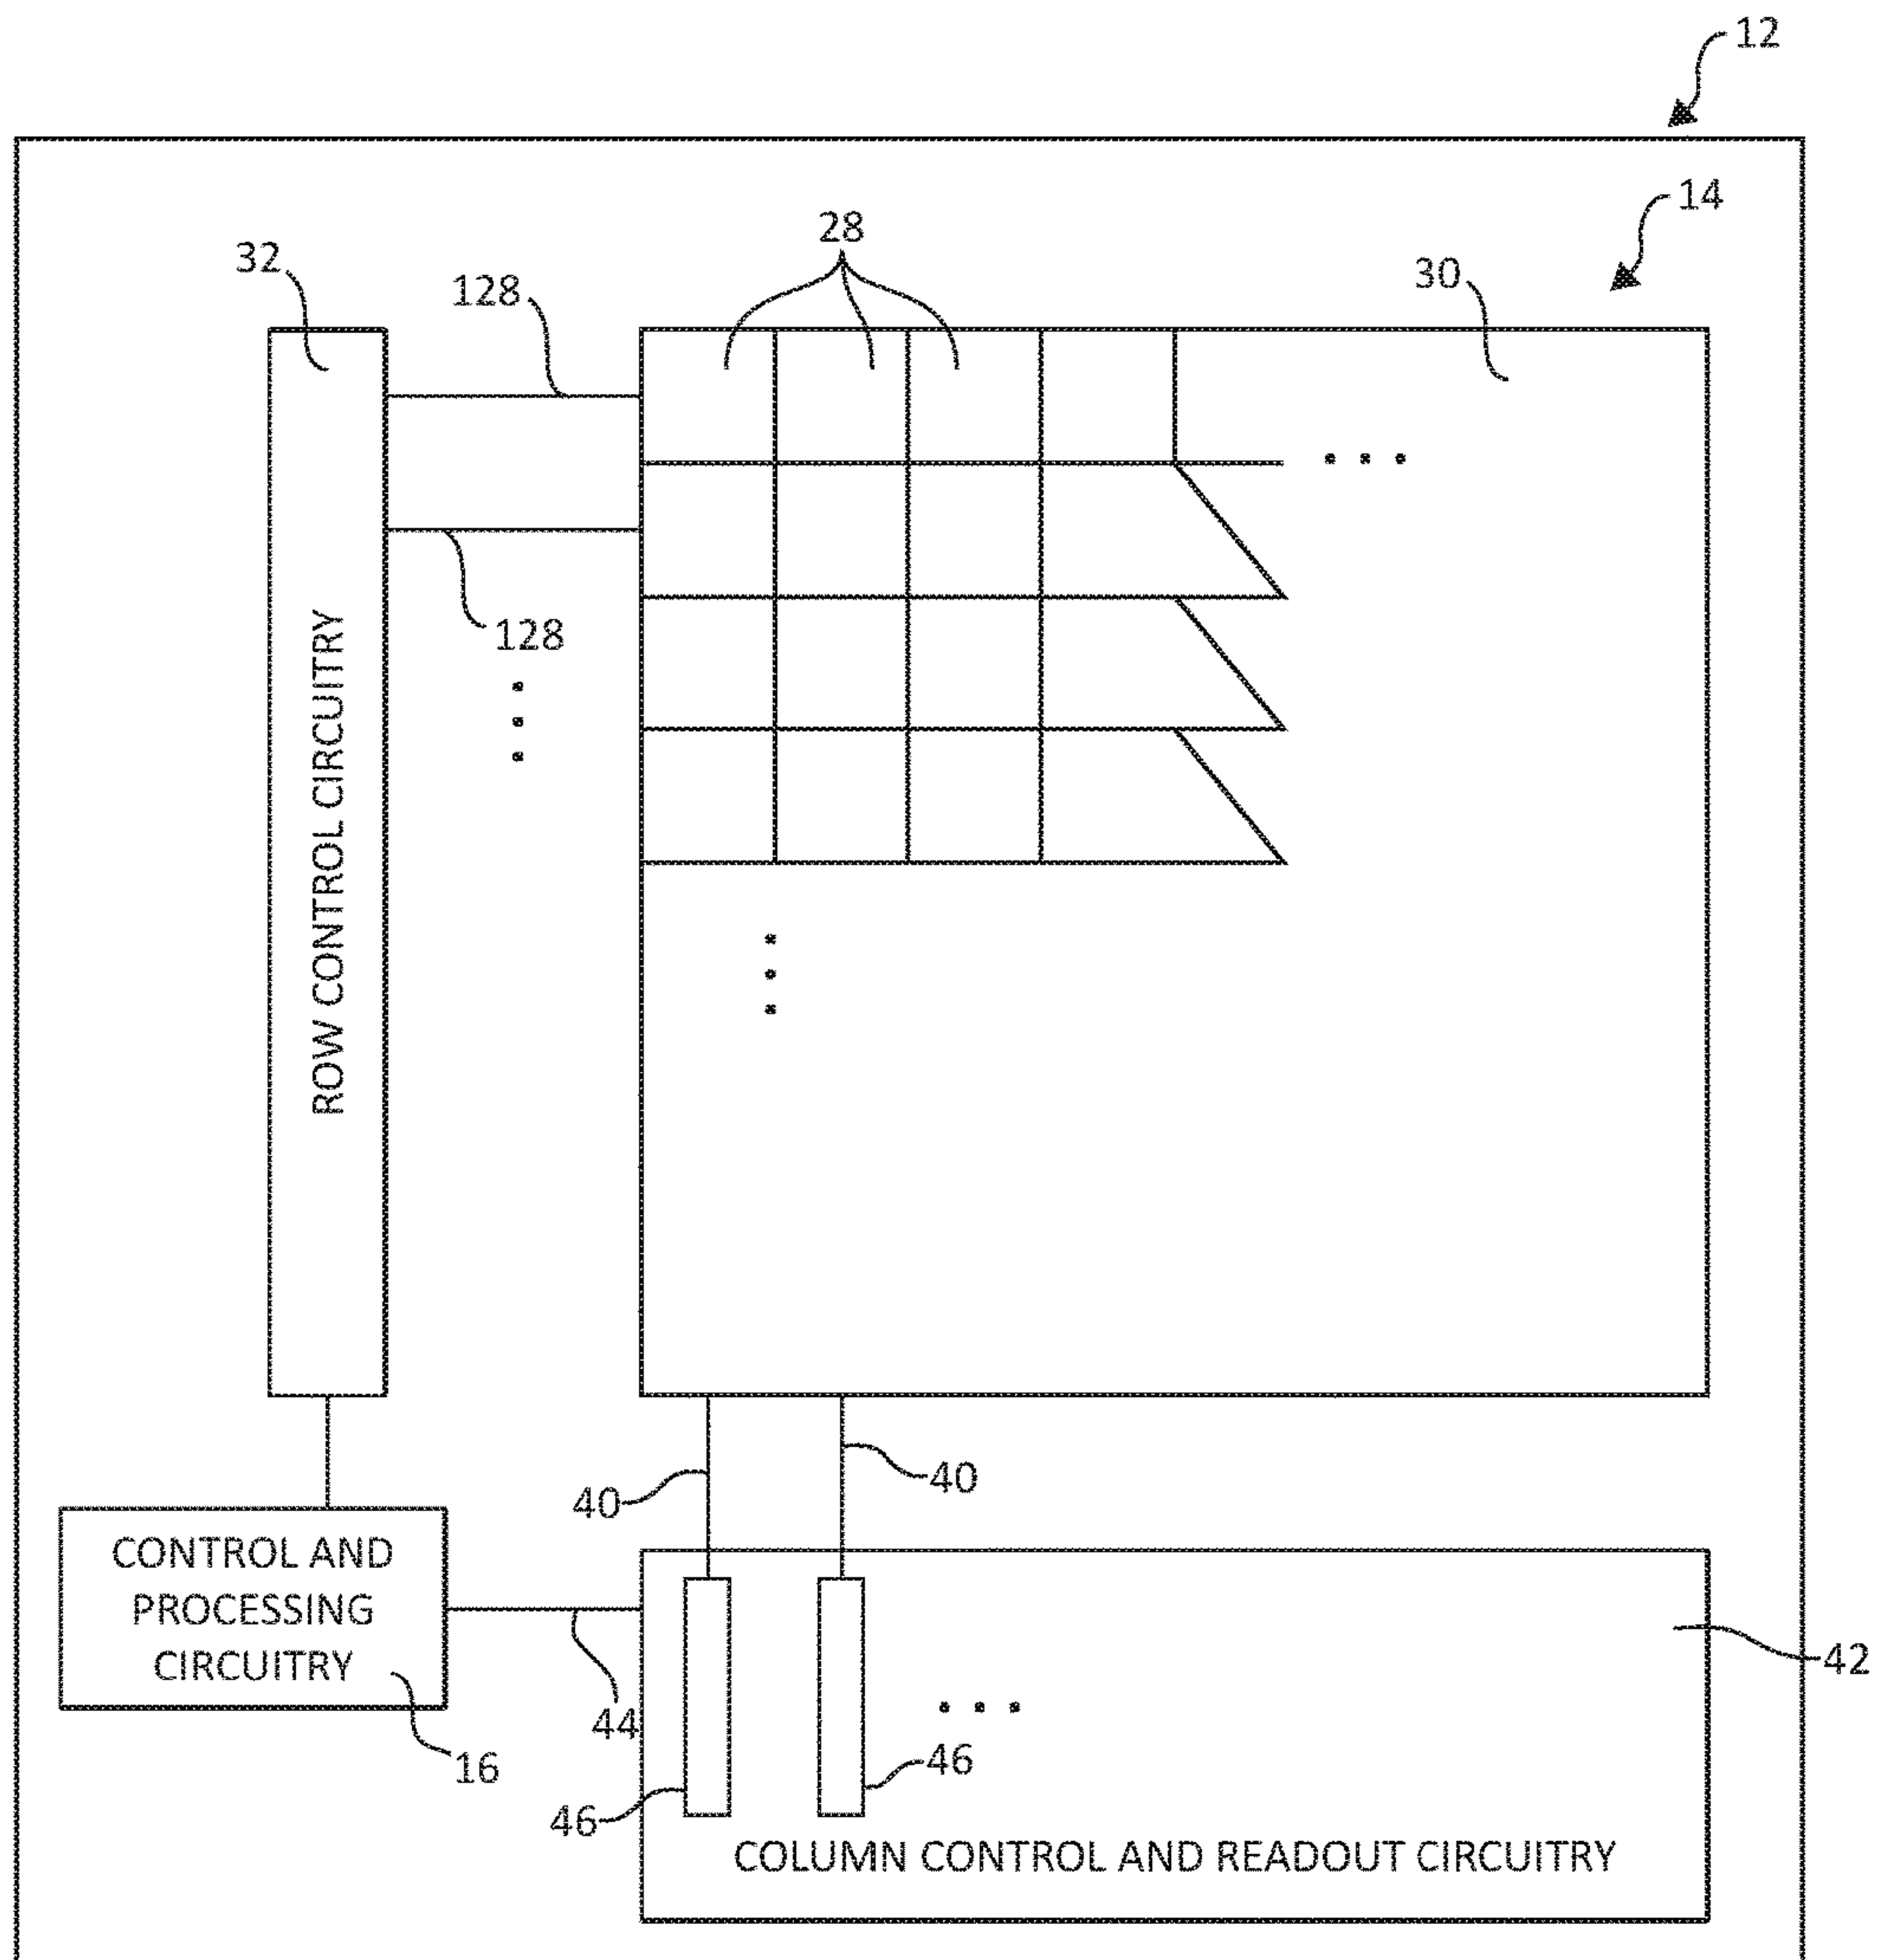 12
14
28
32
30
128
128
ROW CONTROL CIRCUITRY
40
40
CONTROL AND
PROCESSING
CIRCUITRY
42
44
16
46
46
COLUMN CONTROL AND READOUT CIRCUITRY